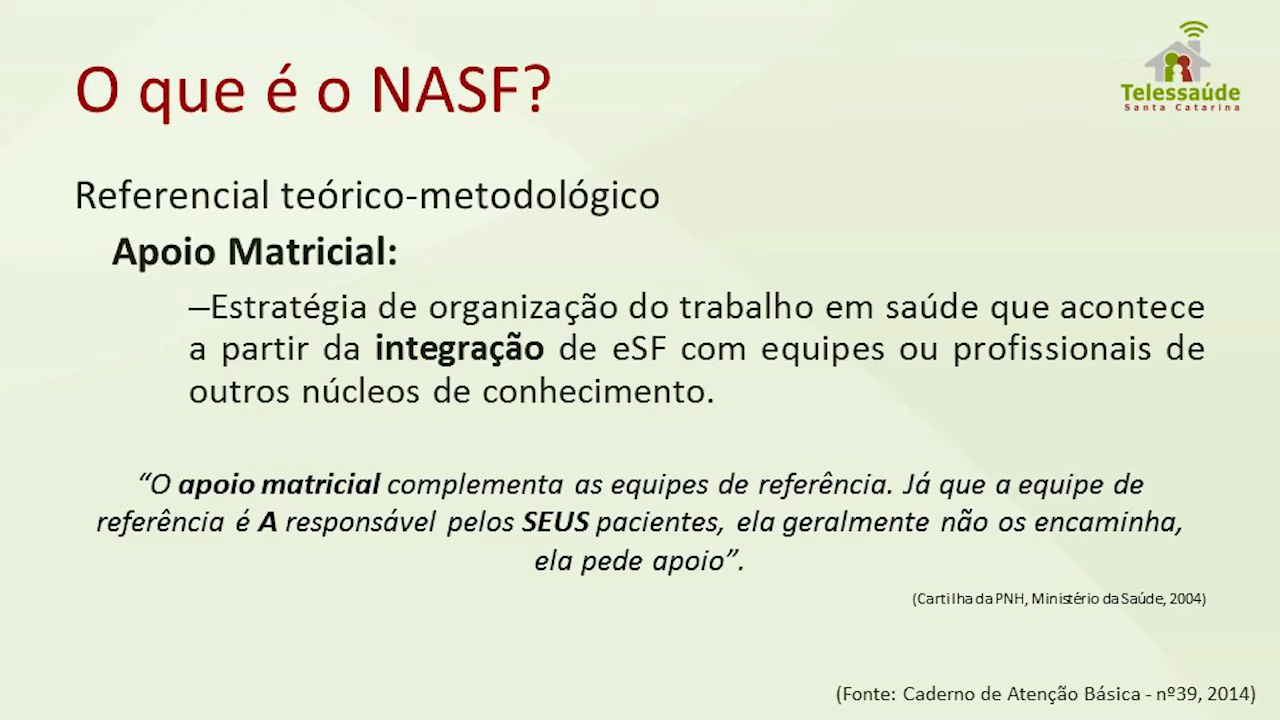 O que é o NASF?
Telessaúde
Santa Catarina
Referencial teórico-metodológico
Apoio Matricial:
–Estratégia de organização do trabalho em saúde que acontece
a partir da integração de eSF com equipes ou profissionais de
outros núcleos de conhecimento.
“O apoio matricial complementa as equipes de referência. Já que a equipe de
referência é A responsável pelos SEUS pacientes, ela geralmente não os encaminha,
ela pede apoio”.
(Cartilha da PNH, Ministério da Saúde, 2004)
(Fonte: Caderno de Atenção Básica - nº39, 2014)